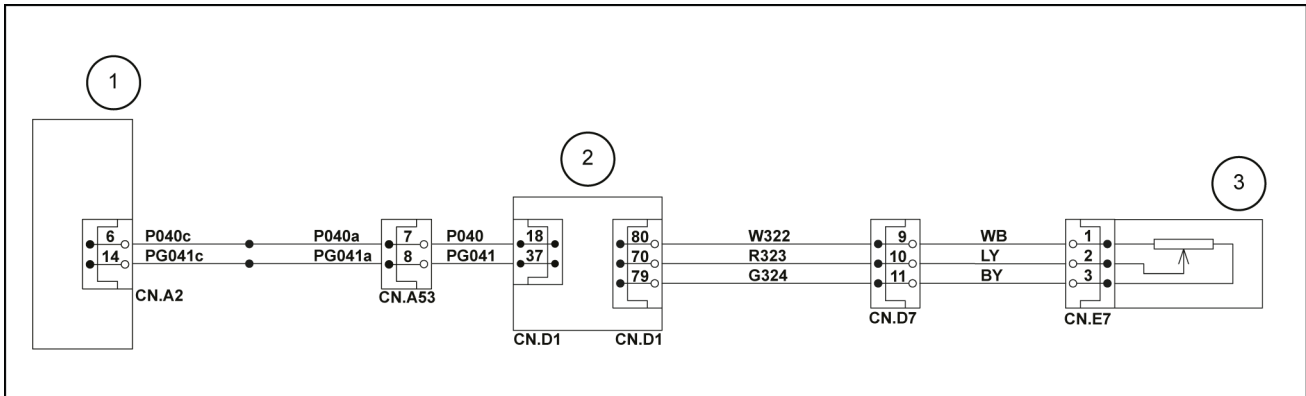 1
2
3
6 P040c P040a 7 P040 18 80 W322 9 WB 1
14 PG041c PG041a 8 PG041 37 70 R323 10 LY 2
79 G324 11 BY 3
CN.A2 CN.A53 CN.D1 CN.D1 CN.D7 CN.E7